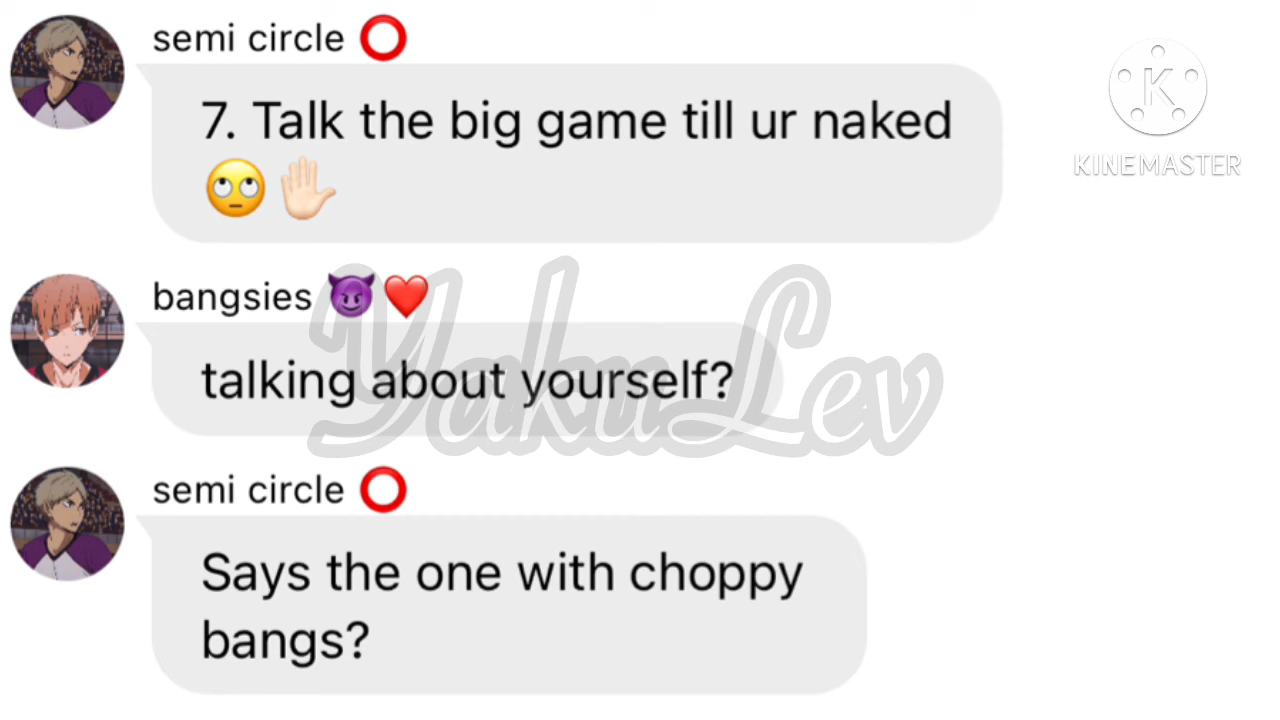 semi circle ⭕
7. Talk the big game till ur naked
🙄✋🏻
KINEMASTER
bangsies 😈❤️
talking about yourself?
YakuLev
semi circle ⭕
Says the one with choppy
bangs?